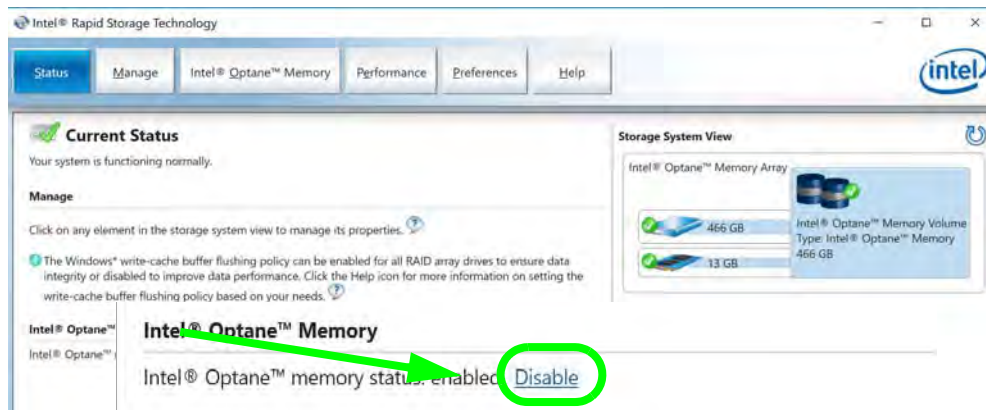 Intel® Rapid Storage Technology
Status Manage Intel® Optane™ Memory Performance Preferences Help
intel
Current Status
Your system is functioning normally.
Manage
Click on any element in the storage system view to manage its properties.
The Windows* write-cache buffer flushing policy can be enabled for all RAID array drives to ensure data
integrity or disabled to improve data performance. Click the Help icon for more information on setting the
write-cache buffer flushing policy based on your needs.
Intel® Optane™
Intel® Optane™
Storage System View
Intel® Optane™ Memory Array
466 GB
13 GB
Intel® Optane™ Memory Volume
Type: Intel® Optane™ Memory
466 GB
Intel® Optane™ Memory
Intel® Optane™ memory status: enabled Disable